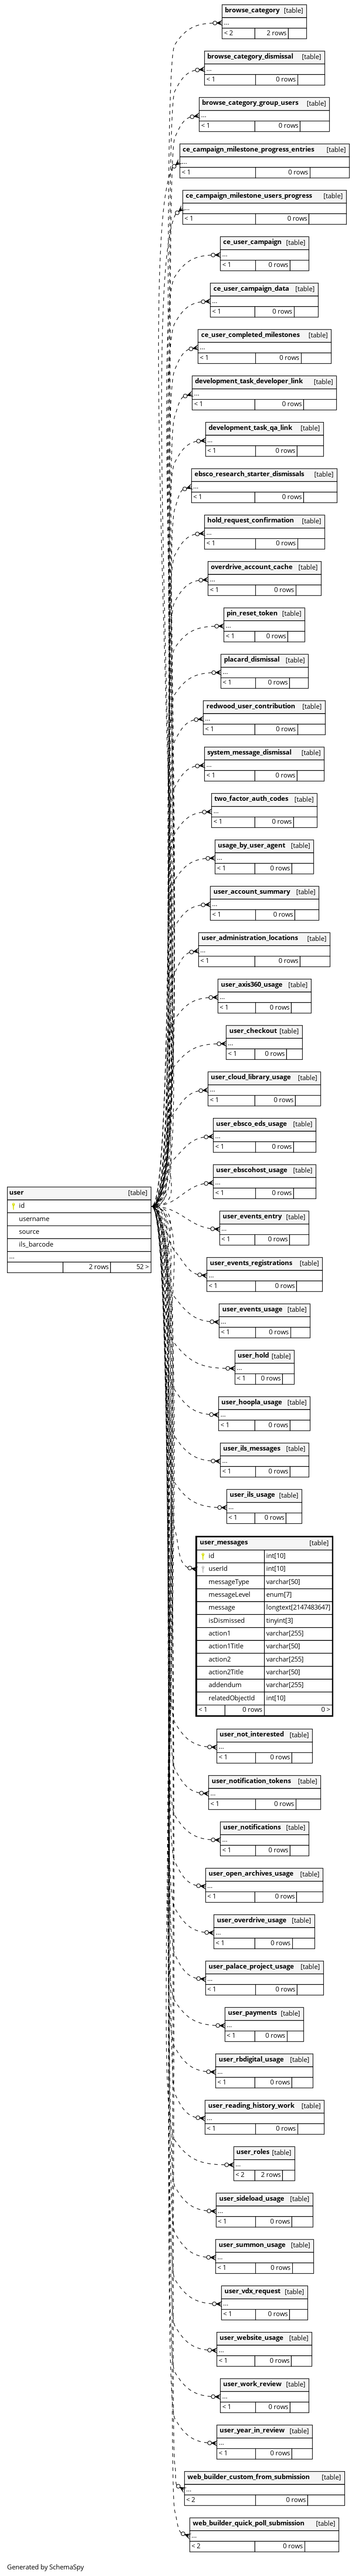 browse_category [table]
...
< 2 2 rows
browse_category_dismissal [table]
...
< 1 0 rows
browse_category_group_users [table]
...
< 1 0 rows
ce_campaign_milestone_progress_entries [table]
...
< 1 0 rows
ce_campaign_milestone_users_progress [table]
...
< 1 0 rows
ce_user_campaign [table]
...
< 1 0 rows
ce_user_campaign_data [table]
...
< 1 0 rows
ce_user_completed_milestones [table]
...
< 1 0 rows
development_task_developer_link [table]
...
< 1 0 rows
development_task_qa_link [table]
...
< 1 0 rows
ebsco_research_starter_dismissals [table]
...
< 1 0 rows
hold_request_confirmation [table]
...
< 1 0 rows
overdrive_account_cache [table]
...
< 1 0 rows
pin_reset_token [table]
...
< 1 0 rows
placard_dismissal [table]
...
< 1 0 rows
redwood_user_contribution [table]
...
< 1 0 rows
system_message_dismissal [table]
...
< 1 0 rows
two_factor_auth_codes [table]
...
< 1 0 rows
usage_by_user_agent [table]
...
< 1 0 rows
user_account_summary [table]
...
< 1 0 rows
user_administration_locations [table]
...
< 1 0 rows
user_axis360_usage [table]
...
< 1 0 rows
user_checkout [table]
...
< 1 0 rows
user_cloud_library_usage [table]
...
< 1 0 rows
user_ebsco_eds_usage [table]
...
< 1 0 rows
user_ebscohost_usage [table]
...
< 1 0 rows
user [table]
id
username
source
ils_barcode
...
2 rows 52 >
user_events_entry [table]
...
< 1 0 rows
user_events_registrations [table]
...
< 1 0 rows
user_events_usage [table]
...
< 1 0 rows
user_hold [table]
...
< 1 0 rows
user_hoopla_usage [table]
...
< 1 0 rows
user_ils_messages [table]
...
< 1 0 rows
user_ils_usage [table]
...
< 1 0 rows
user_messages [table]
id int[10]
userId int[10]
messageType varchar[50]
messageLevel enum[7]
message longtext[2147483647]
isDismissed tinyint[3]
action1 varchar[255]
action1Title varchar[50]
action2 varchar[255]
action2Title varchar[50]
addendum varchar[255]
relatedObjectId int[10]
< 1 0 rows 0 >
user_not_interested [table]
...
< 1 0 rows
user_notification_tokens [table]
...
< 1 0 rows
user_notifications [table]
...
< 1 0 rows
user_open_archives_usage [table]
...
< 1 0 rows
user_overdrive_usage [table]
...
< 1 0 rows
user_palace_project_usage [table]
...
< 1 0 rows
user_payments [table]
...
< 1 0 rows
user_rbdigital_usage [table]
...
< 1 0 rows
user_reading_history_work [table]
...
< 1 0 rows
user_roles [table]
...
< 2 2 rows
user_sideload_usage [table]
...
< 1 0 rows
user_summon_usage [table]
...
< 1 0 rows
user_vdx_request [table]
...
< 1 0 rows
user_website_usage [table]
...
< 1 0 rows
user_work_review [table]
...
< 1 0 rows
user_year_in_review [table]
...
< 1 0 rows
web_builder_custom_from_submission [table]
...
< 2 0 rows
web_builder_quick_poll_submission [table]
...
< 2 0 rows
Generated by SchemaSpy